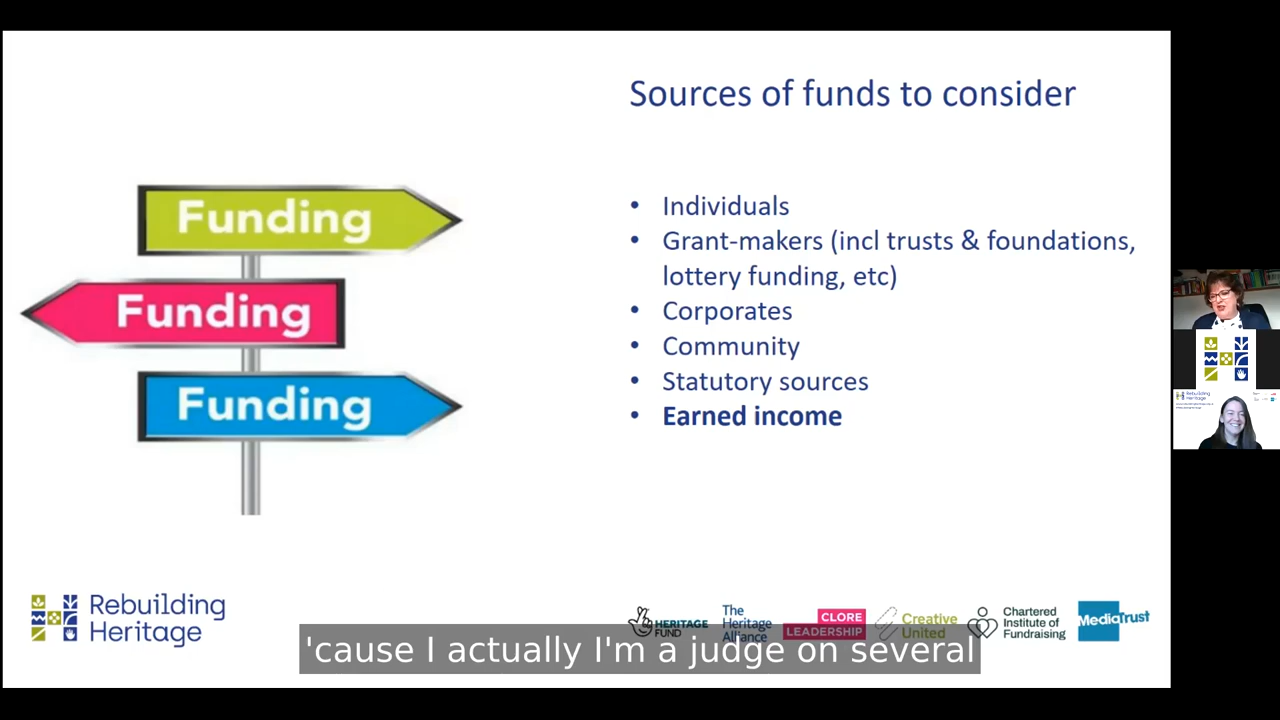 Sources of funds to consider
Funding
Funding
Funding
• Individuals
• Grant-makers (incl trusts & foundations,
lottery funding, etc)
• Corporates
• Community
• Statutory sources
• Earned income
Rebuilding
Heritage
HERITAGE
FUND
The
Heritage
Alliance
CLORE
LEADERSHIP
Creative
United
Chartered
Institute of
Fundraising
MediaTrust
'cause I actually I'm a judge on several
Rebuilding
Heritage